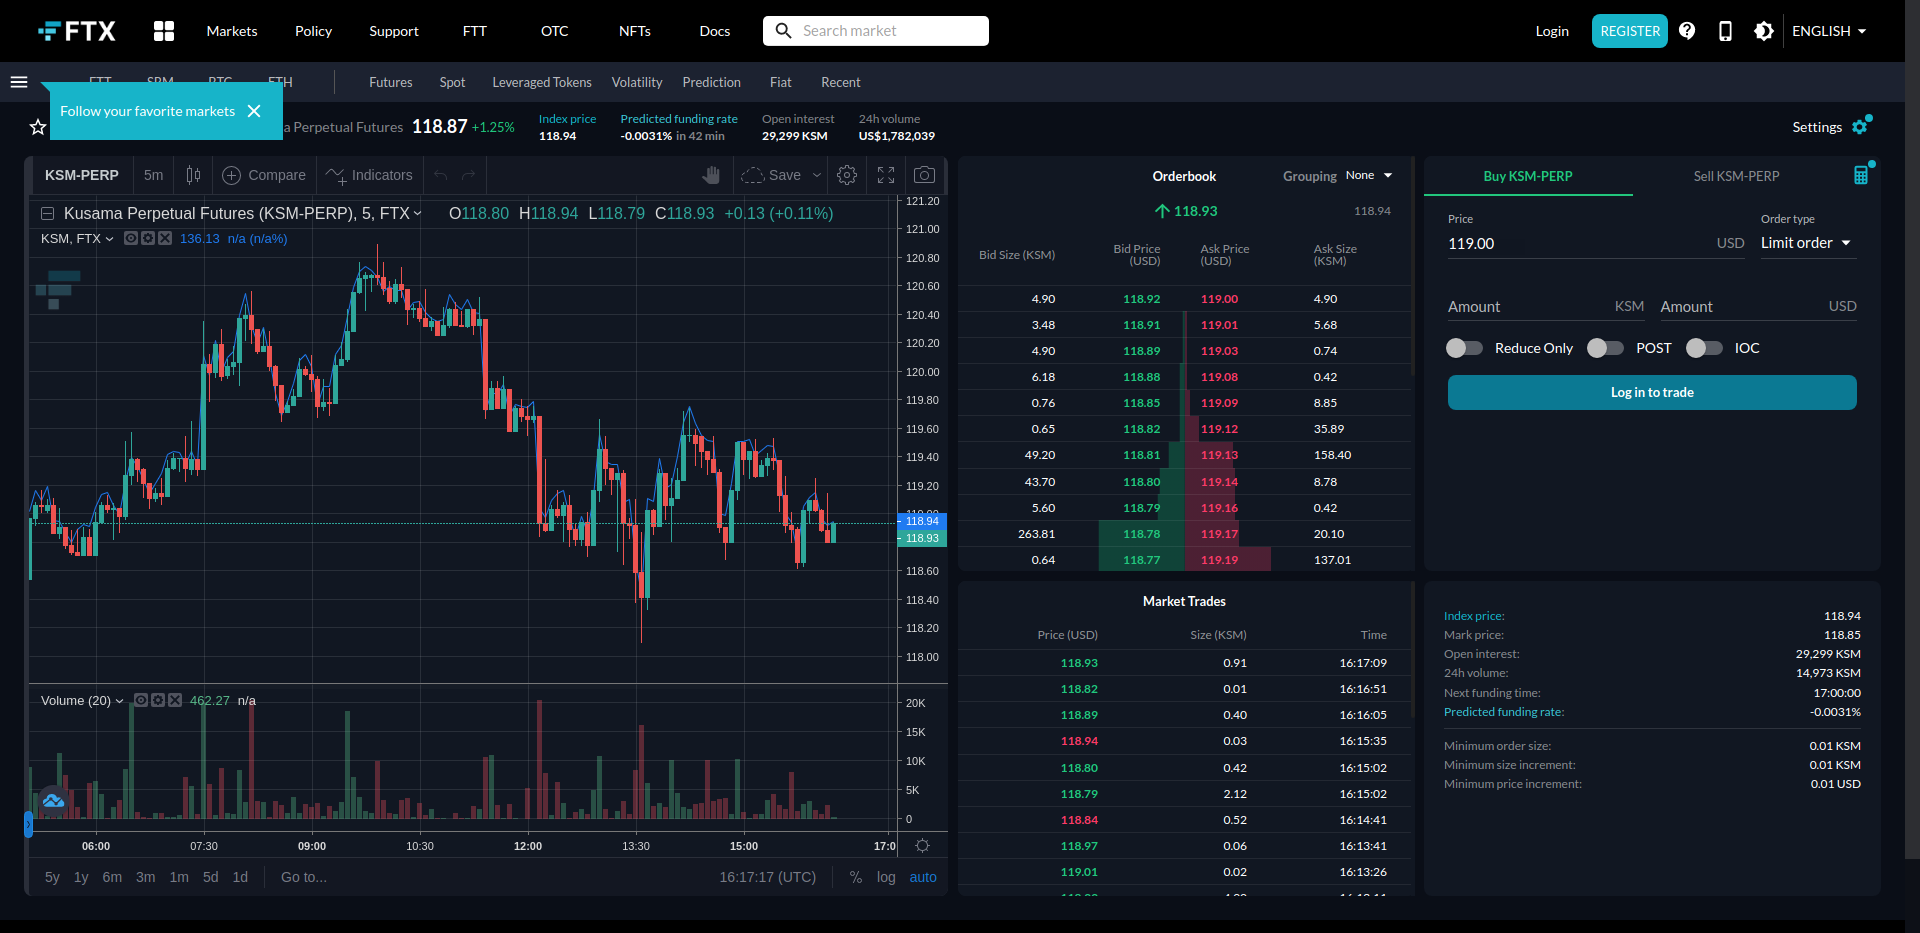 FTX Markets Policy Support FTT OTC NFTs Docs Search market Login REGISTER ENGLISH
FTT SRM BTC ETH Futures Spot Leveraged Tokens Volatility Prediction Fiat Recent
Follow your favorite markets
a Perpetual Futures 118.87 +1.25%
Index price
118.94
Predicted funding rate
-0.0031% in 42 min
Open interest
29,299 KSM
24h volume
US$1,782,039
Settings
KSM-PERP 5m Compare Indicators Save
Kusama Perpetual Futures (KSM-PERP), 5, FTX O118.80 H118.94 L118.79 C118.93 +0.13 (+0.11%)
KSM, FTX 136.13 n/a (n/a%)
121.20
121.00
120.80
120.60
120.40
120.20
120.00
119.80
119.60
119.40
119.20
119.00
118.94
118.93
118.60
118.40
118.20
118.00
Volume (20) 462.27 n/a
20K
15K
10K
5K
0
06:00 07:30 09:00 10:30 12:00 13:30 15:00 17:0
5y 1y 6m 3m 1m 5d 1d Go to... 16:17:17 (UTC) % log auto
Orderbook Grouping None
118.93 118.94
Bid Size (KSM) Bid Price (USD) Ask Price (USD) Ask Size (KSM)
4.90 118.92 119.00 4.90
3.48 118.91 119.01 5.68
4.90 118.89 119.03 0.74
6.18 118.88 119.08 0.42
0.76 118.85 119.09 8.85
0.65 118.82 119.12 35.89
49.20 118.81 119.13 158.40
43.70 118.80 119.14 8.78
5.60 118.79 119.16 0.42
263.81 118.78 119.17 20.10
0.64 118.77 119.19 137.01
Market Trades
Price (USD) Size (KSM) Time
118.93 0.91 16:17:09
118.82 0.01 16:16:51
118.89 0.40 16:16:05
118.94 0.03 16:15:35
118.80 0.42 16:15:02
118.79 2.12 16:15:02
118.84 0.52 16:14:41
118.97 0.06 16:13:41
119.01 0.02 16:13:26
Buy KSM-PERP Sell KSM-PERP
Price Order type
119.00 USD Limit order
Amount KSM Amount USD
Reduce Only POST IOC
Log in to trade
Index price: 118.94
Mark price: 118.85
Open interest: 29,299 KSM
24h volume: 14,973 KSM
Next funding time: 17:00:00
Predicted funding rate: -0.0031%
Minimum order size: 0.01 KSM
Minimum size increment: 0.01 KSM
Minimum price increment: 0.01 USD